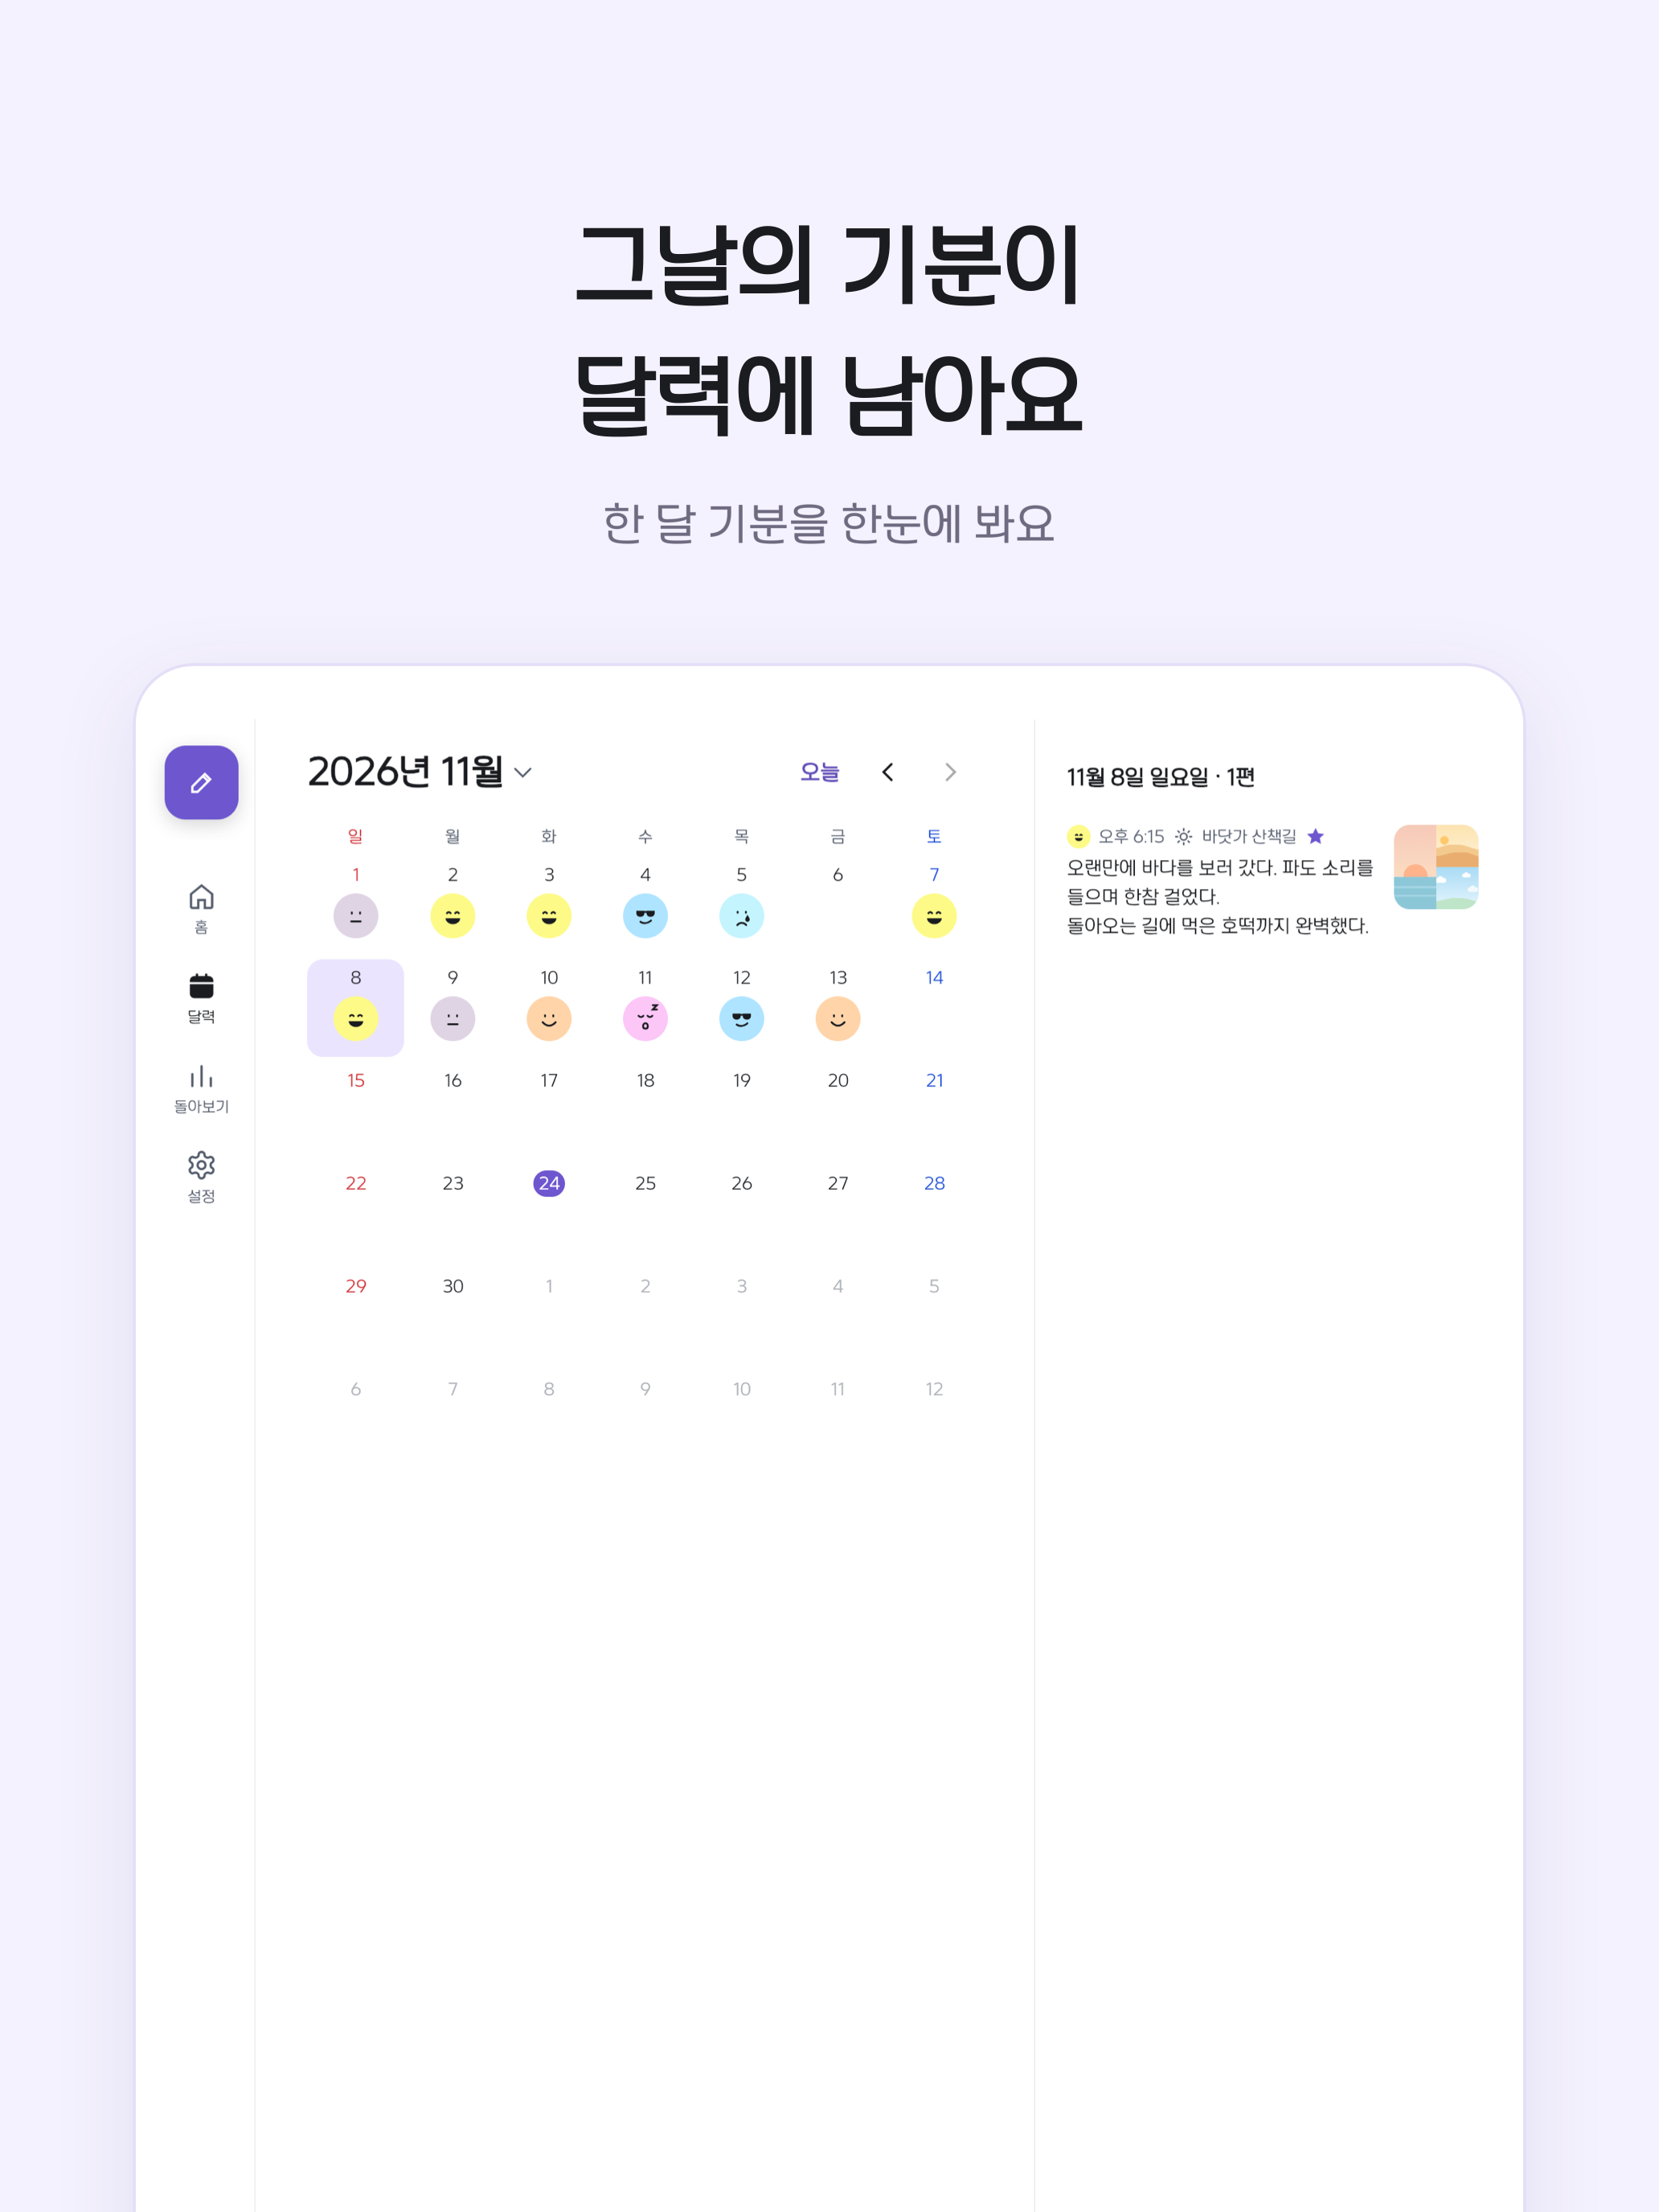 그날의 기분이
달력에 남아요
한 달 기분을 한눈에 봐요
홈
달력
돌아보기
설정
2026년 11월
오늘
일 월 화 수 목 금 토
1 2 3 4 5 6 7
8 9 10 11 12 13 14
15 16 17 18 19 20 21
22 23 24 25 26 27 28
29 30 1 2 3 4 5
6 7 8 9 10 11 12
11월 8일 일요일 · 1편
오후 6:15 바닷가 산책길
오랜만에 바다를 보러 갔다. 파도 소리를
들으며 한참 걸었다.
돌아오는 길에 먹은 호떡까지 완벽했다.